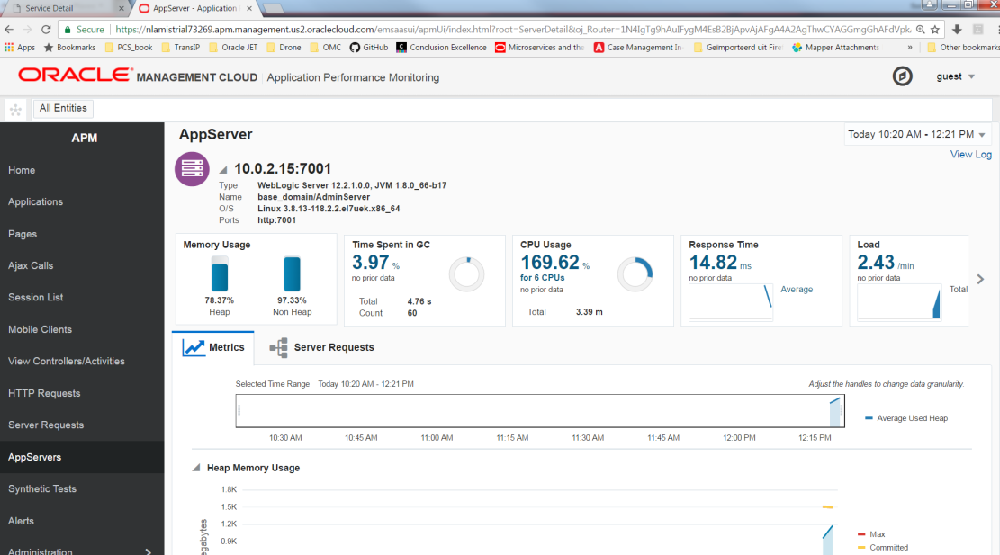 Service Detail
AppServer - Application
Secure
https://nlamistrial73269.apm.management.us2.oraclecloud.com/emsaasui/apmUi/index.html?root=ServerDetail&oj_Router=
Apps Bookmarks PCS_book TransIP Oracle JET Drone OMC GitHub Conclusion Excellence Microservices and the Case Management In Geïmporteerd uit Fire Mapper Attachments » Other bookmarks
ORACLE® MANAGEMENT CLOUD Application Performance Monitoring
guest
All Entities
APM
Home
Applications
Pages
Ajax Calls
Session List
Mobile Clients
View Controllers/Activities
HTTP Requests
Server Requests
AppServers
Synthetic Tests
Alerts
Administration
AppServer
Today 10:20 AM - 12:21 PM
View Log
10.0.2.15:7001
Type WebLogic Server 12.2.1.0.0, JVM 1.8.0_66-b17
Name base_domain/AdminServer
O/S Linux 3.8.13-118.2.2.el7uek.x86_64
Ports http:7001
Memory Usage
78.37% 97.33%
Heap Non Heap
Time Spent in GC
3.97 %
no prior data
Total 4.76 s
Count 60
CPU Usage
169.62 %
for 6 CPUs
no prior data
Total 3.39 m
Response Time
14.82 ms
no prior data
Average
Load
2.43 /min
no prior data
Total
Metrics
Server Requests
Selected Time Range Today 10:20 AM - 12:21 PM
Adjust the handles to change data granularity.
Average Used Heap
10:30 AM 10:45 AM 11:00 AM 11:15 AM 11:30 AM 11:45 AM 12:00 PM 12:15 PM
Heap Memory Usage
1.8K
1.5K
1.2K
0.9K
egabytes
Max
Committed